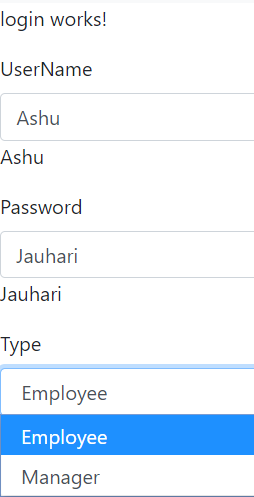 login works!
UserName
Ashu
Ashu
Password
Jauhari
Jauhari
Type
Employee
Employee
Manager